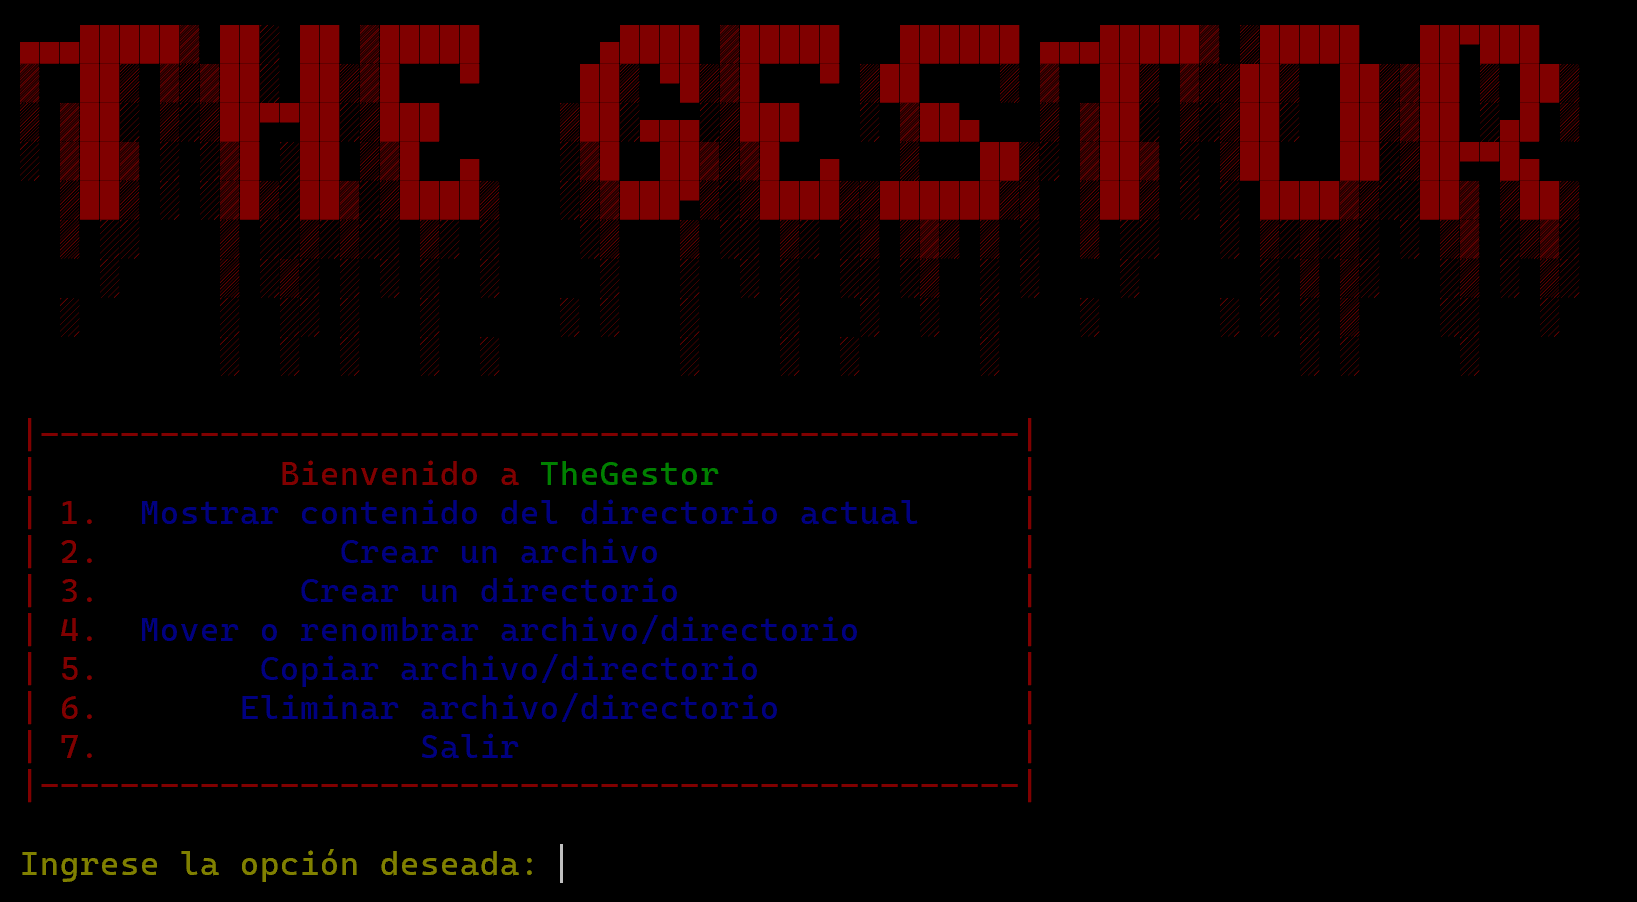 THE GESTOR
Bienvenido a TheGestor
1. Mostrar contenido del directorio actual
2. Crear un archivo
3. Crear un directorio
4. Mover o renombrar archivo/directorio
5. Copiar archivo/directorio
6. Eliminar archivo/directorio
7. Salir
Ingrese la opción deseada: